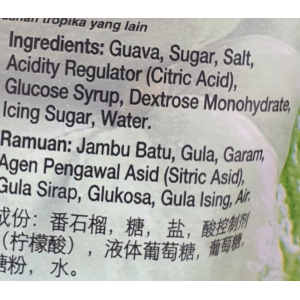 dahan tropika yang lain
Ingredients: Guava, Sugar, Salt,
Acidity Regulator (Citric Acid),
Glucose Syrup, Dextrose Monohydrate,
Icing Sugar, Water.
Ramuan: Jambu Batu, Gula, Garam,
Agen Pengawal Asid (Sitric Asid),
Gula Sirap, Glukosa, Gula Ising, Air.
成份：番石榴，糖，盐，酸控制剂
（柠檬酸），液体葡萄糖，葡萄糖，
糖粉，水。